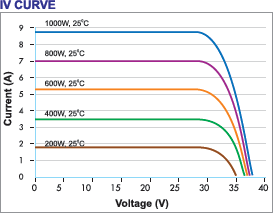 IV CURVE
9
1000W, 25°C
8
800W, 25°C
7
6
600W, 25°C
5
4
400W, 25°C
3
2
200W, 25°C
1
0
Current (A)
0 5 10 15 20 25 30 35 40
Voltage (V)